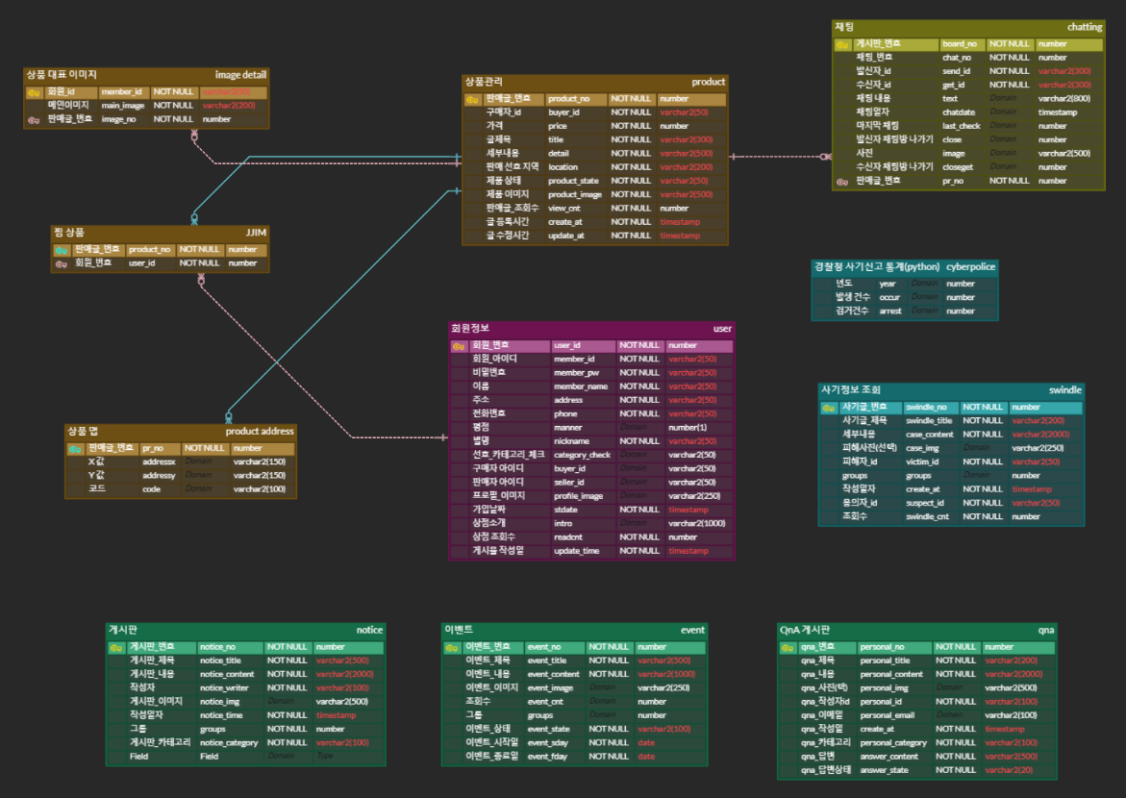 상품 대표 이미지 image detail
회원_id member_id NOT NULL varchar2(50)
메인이미지 main_image NOT NULL varchar2(200)
판매글_번호 image_no NOT NULL number
찜 상품 JJIM
판매글_번호 product_no NOT NULL number
회원_번호 user_id NOT NULL number
상품 맵 product address
판매글_번호 pr_no NOT NULL number
X 값 addressx Domain varchar2(150)
Y 값 addressy Domain varchar2(150)
코드 code Domain varchar2(100)
상품관리 product
판매글_번호 product_no NOT NULL number
구매자_id buyer_id NOT NULL varchar2(50)
가격 price NOT NULL number
글제목 title NOT NULL varchar2(300)
세부내용 detail NOT NULL varchar2(500)
판매 선호 지역 location NOT NULL varchar2(200)
제품 상태 product_state NOT NULL varchar2(50)
제품 이미지 product_image NOT NULL varchar2(500)
판매글_조회수 view_cnt NOT NULL number
글 등록시간 create_at NOT NULL timestamp
글 수정시간 update_at NOT NULL timestamp
회원정보 user
회원_번호 user_id NOT NULL number
회원_아이디 member_id NOT NULL varchar2(50)
비밀번호 member_pw NOT NULL varchar2(50)
이름 member_name NOT NULL varchar2(50)
주소 address NOT NULL varchar2(50)
전화번호 phone NOT NULL varchar2(50)
평점 manner Domain number(1)
별명 nickname NOT NULL varchar2(50)
선호_카테고리_체크 category_check Domain varchar2(50)
구매자 아이디 buyer_id Domain varchar2(50)
판매자 아이디 seller_id Domain varchar2(50)
프로필_이미지 profile_image Domain varchar2(250)
가입날짜 stdate NOT NULL timestamp
상점소개 intro Domain varchar2(1000)
상점 조회수 readcnt NOT NULL number
게시물 작성일 update_time NOT NULL timestamp
채팅 chatting
게시판_번호 board_no NOT NULL number
채팅_번호 chat_no NOT NULL number
발신자_id send_id NOT NULL varchar2(300)
수신자_id get_id NOT NULL varchar2(300)
채팅 내용 text Domain varchar2(800)
채팅일자 chatdate Domain timestamp
마지막 채팅 last_check Domain number
발신자 채팅방 나가기 close Domain number
사진 image Domain varchar2(500)
수신자 채팅방 나가기 closeget Domain number
판매글_번호 pr_no NOT NULL number
경찰청 사기신고 통계(python) cyberpolice
년도 year Domain number
발생 건수 occur Domain number
검거건수 arrest Domain number
사기정보 조회 swindle
사기글_번호 swindle_no NOT NULL number
사기글_제목 swindle_title NOT NULL varchar2(200)
세부내용 case_content NOT NULL varchar2(2000)
피해사진(선택) case_img Domain varchar2(250)
피해자_id victim_id NOT NULL varchar2(50)
groups groups Domain number
작성일자 create_at NOT NULL timestamp
용의자_id suspect_id NOT NULL varchar2(50)
조회수 swindle_cnt NOT NULL number
게시판 notice
게시판_번호 notice_no NOT NULL number
게시판_제목 notice_title NOT NULL varchar2(500)
게시판_내용 notice_content NOT NULL varchar2(2000)
작성자 notice_writer NOT NULL varchar2(100)
게시판_이미지 notice_img Domain varchar2(500)
작성일자 notice_time NOT NULL timestamp
그룹 groups NOT NULL number
게시판_카테고리 notice_category NOT NULL varchar2(100)
Field Field Domain Type
이벤트 event
이벤트_번호 event_no NOT NULL number
이벤트_제목 event_title NOT NULL varchar2(500)
이벤트_내용 event_content NOT NULL varchar2(1000)
이벤트_이미지 event_image Domain varchar2(250)
조회수 event_cnt Domain number
그룹 groups Domain number
이벤트_상태 event_state NOT NULL varchar2(100)
이벤트_시작일 event_sday NOT NULL date
이벤트_종료일 event_fday NOT NULL date
QnA 게시판 qna
qna_번호 personal_no NOT NULL number
qna_제목 personal_title NOT NULL varchar2(200)
qna_내용 personal_content NOT NULL varchar2(2000)
qna_사진(택) personal_img Domain varchar2(500)
qna_작성자id personal_id NOT NULL varchar2(100)
qna_이메일 personal_email Domain varchar2(100)
qna_작성일 create_at NOT NULL timestamp
qna_카테고리 personal_category NOT NULL varchar2(100)
qna_답변 answer_content NOT NULL varchar2(500)
qna_답변상태 answer_state NOT NULL varchar2(20)